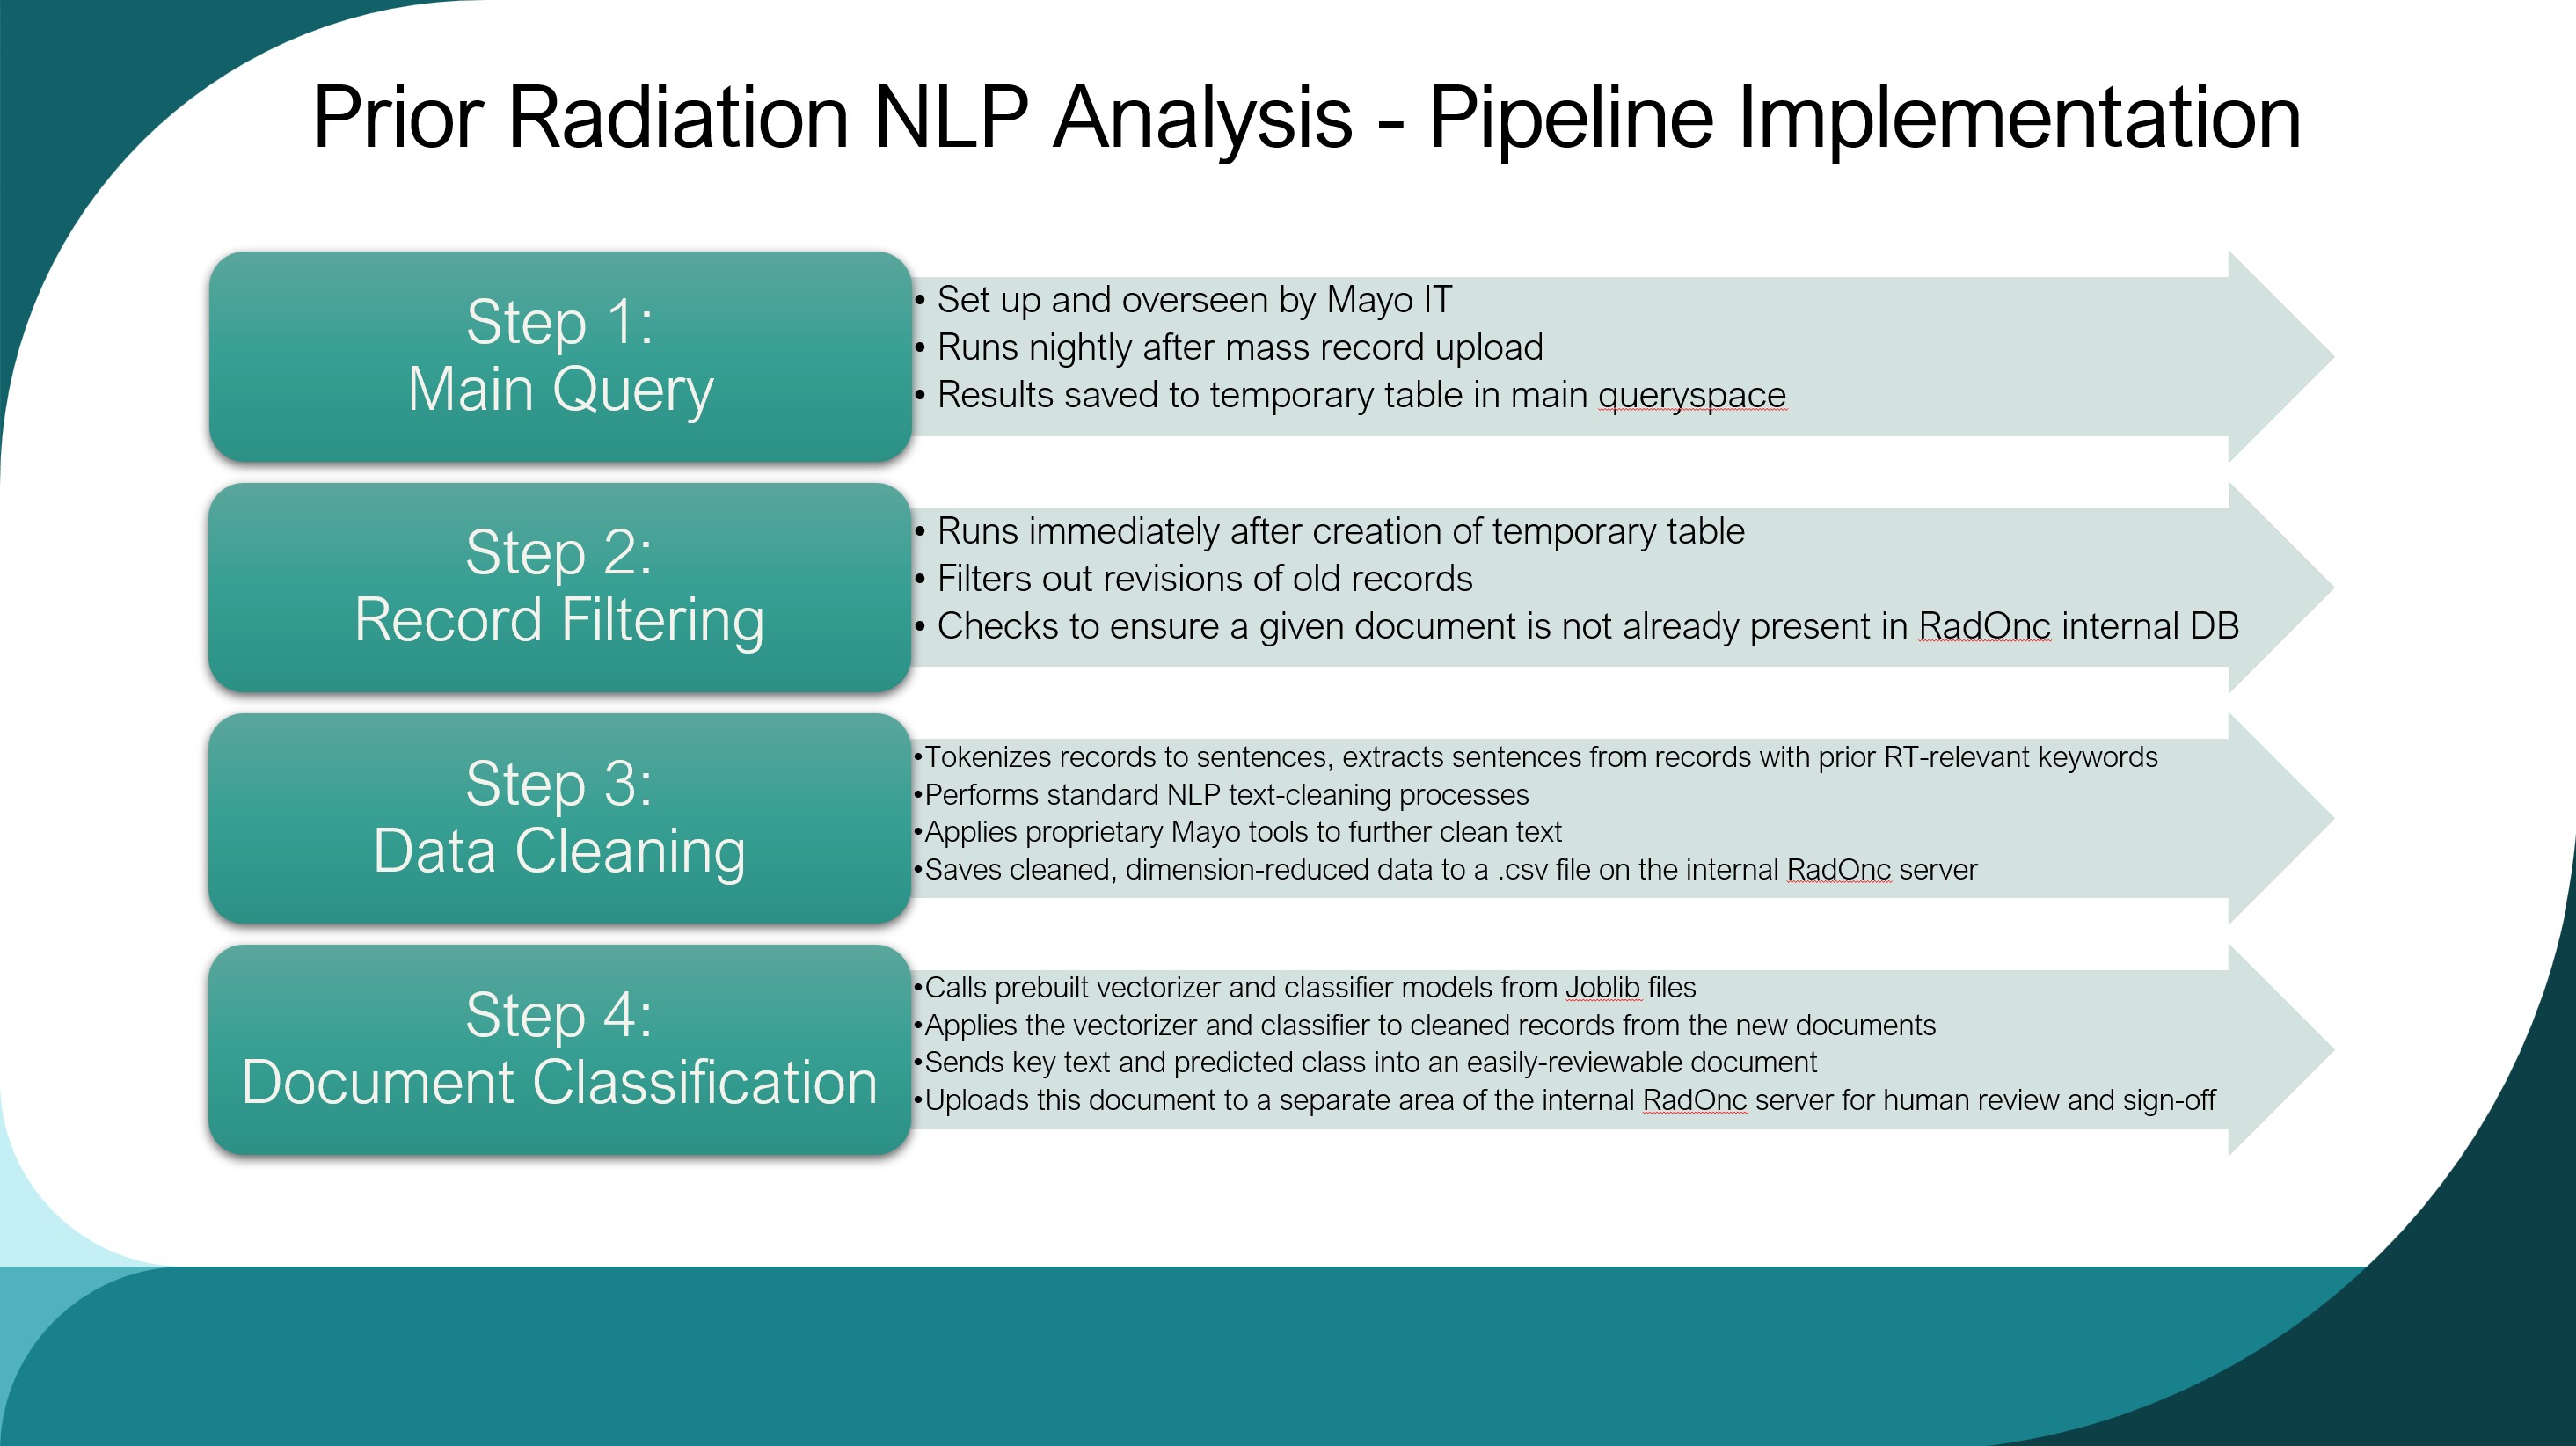 Prior Radiation NLP Analysis - Pipeline Implementation
Step 1:
Main Query
• Set up and overseen by Mayo IT
• Runs nightly after mass record upload
• Results saved to temporary table in main queryspace
Step 2:
Record Filtering
• Runs immediately after creation of temporary table
• Filters out revisions of old records
• Checks to ensure a given document is not already present in RadOnc internal DB
Step 3:
Data Cleaning
•Tokenizes records to sentences, extracts sentences from records with prior RT-relevant keywords
•Performs standard NLP text-cleaning processes
•Applies proprietary Mayo tools to further clean text
•Saves cleaned, dimension-reduced data to a .csv file on the internal RadOnc server
Step 4:
Document Classification
•Calls prebuilt vectorizer and classifier models from Joblib files
•Applies the vectorizer and classifier to cleaned records from the new documents
•Sends key text and predicted class into an easily-reviewable document
•Uploads this document to a separate area of the internal RadOnc server for human review and sign-off